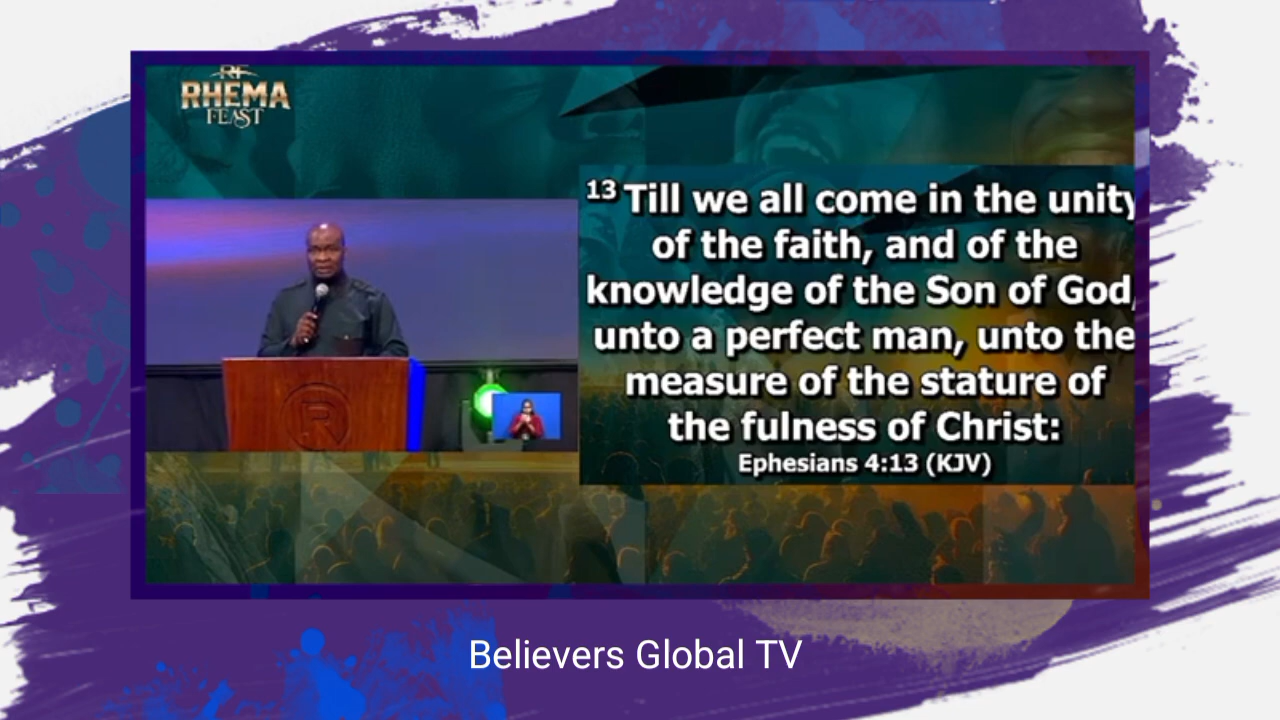 RF
RHEMA
FEAST
13 Till we all come in the unity
of the faith, and of the
knowledge of the Son of God,
unto a perfect man, unto the
measure of the stature of
the fulness of Christ:
Ephesians 4:13 (KJV)
R
Believers Global TV